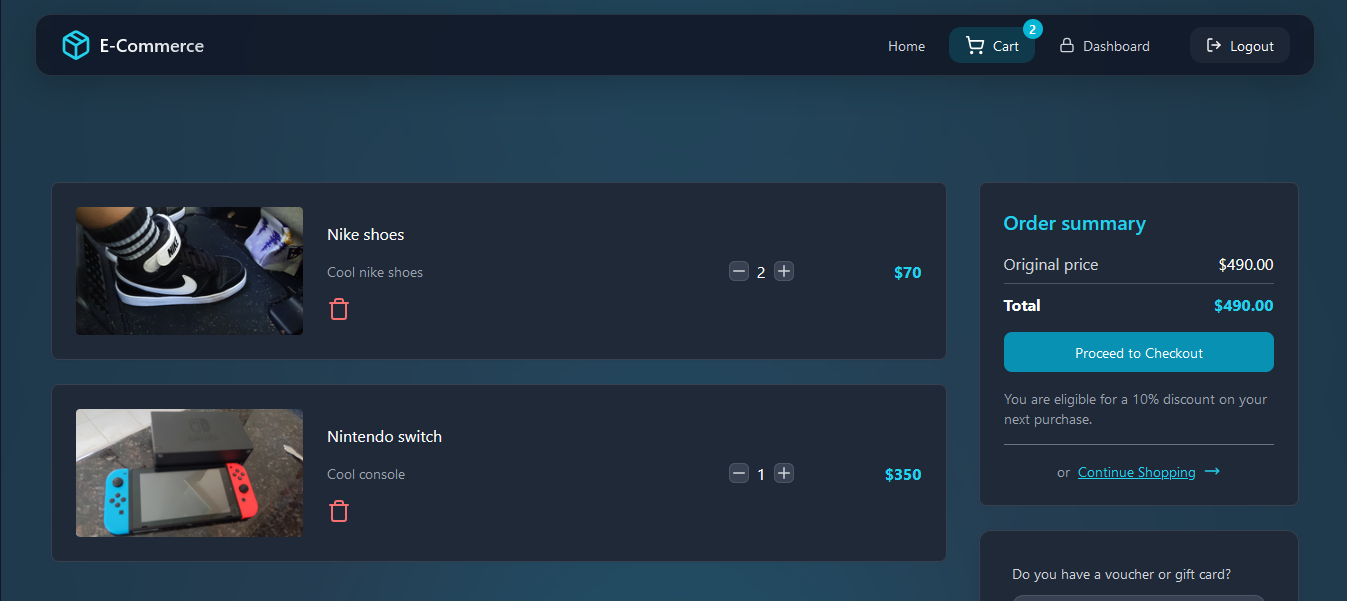 E-Commerce
Home
Cart
2
Dashboard
Logout
Nike shoes
Cool nike shoes
2
$70
Nintendo switch
Cool console
1
$350
Order summary
Original price $490.00
Total $490.00
Proceed to Checkout
You are eligible for a 10% discount on your
next purchase.
or Continue Shopping →
Do you have a voucher or gift card?
NIKE